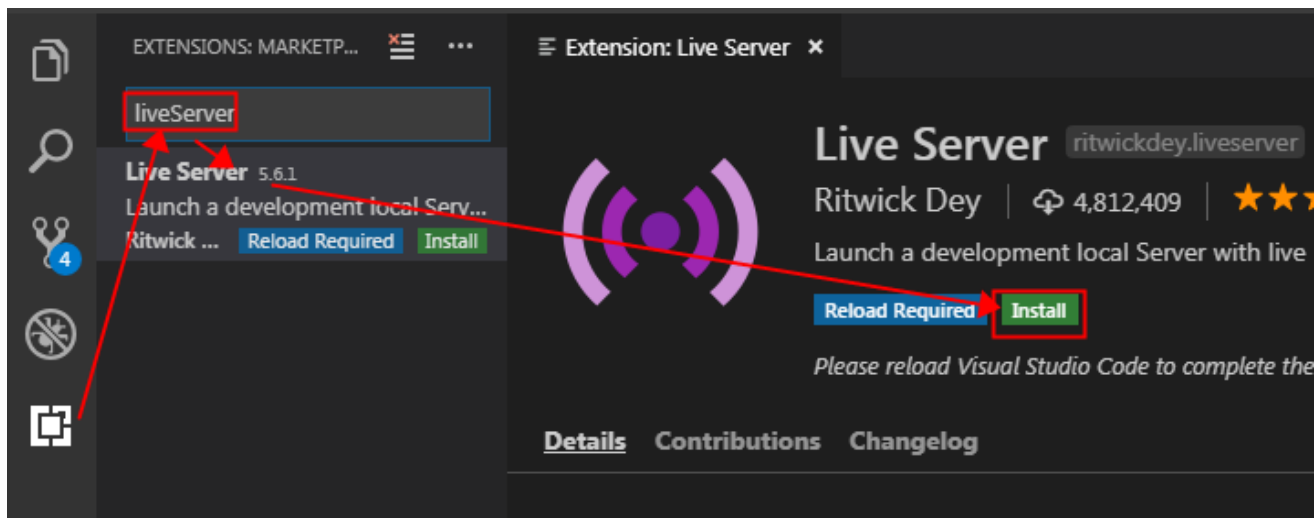 EXTENSIONS: MARKETP...
liveServer
Live Server 5.6.1
Launch a development local Serv...
Ritwick ... Reload Required Install
4
Extension: Live Server ×
Live Server ritwickdey.liveserver
Ritwick Dey | 4,812,409
Launch a development local Server with live
Reload Required Install
Please reload Visual Studio Code to complete the
Details Contributions Changelog